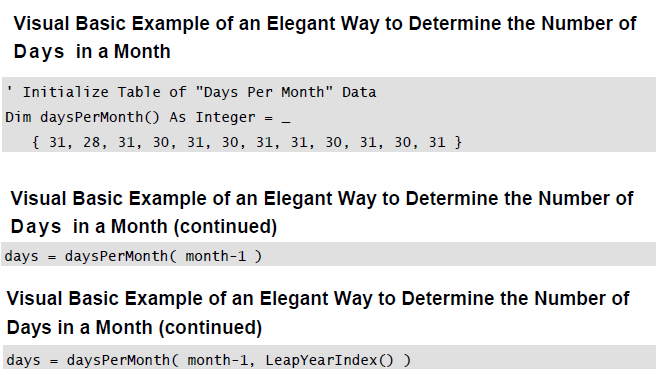 Visual Basic Example of an Elegant Way to Determine the Number of
Days in a Month
' Initialize Table of "Days Per Month" Data
Dim daysPerMonth() As Integer = _
{ 31, 28, 31, 30, 31, 30, 31, 31, 30, 31, 30, 31 }
Visual Basic Example of an Elegant Way to Determine the Number of
Days in a Month (continued)
days = daysPerMonth( month-1 )
Visual Basic Example of an Elegant Way to Determine the Number of
Days in a Month (continued)
days = daysPerMonth( month-1, LeapYearIndex() )